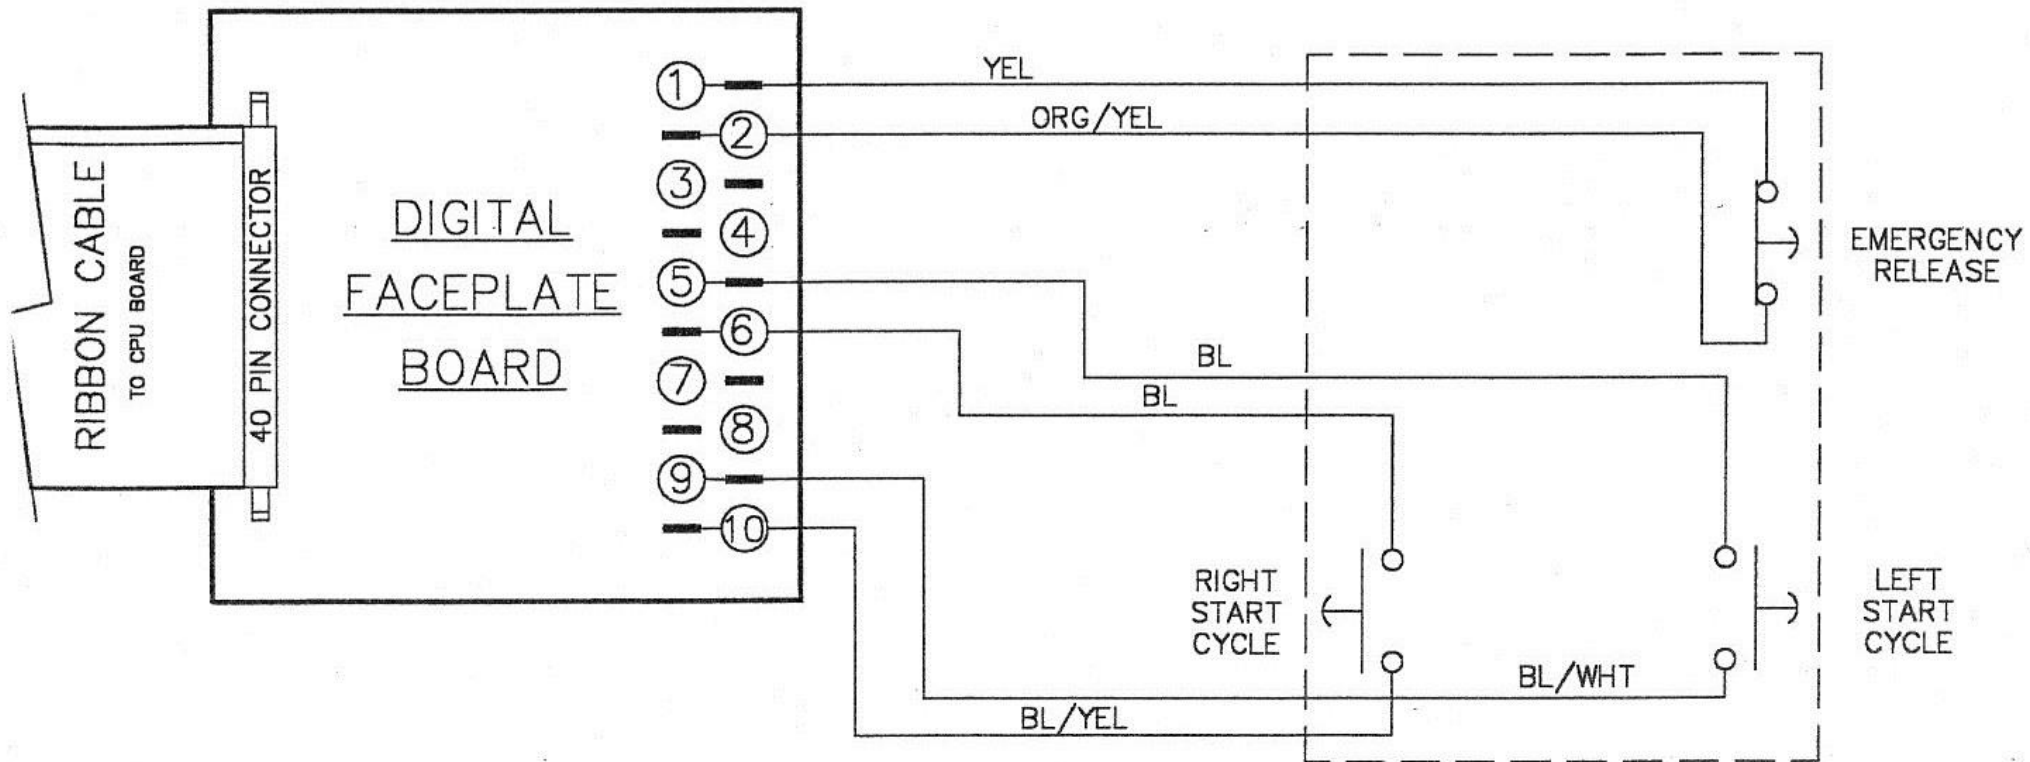 RIBBON CABLE
TO CPU BOARD
40 PIN CONNECTOR
DIGITAL
FACEPLATE
BOARD
1
2
3
4
5
6
7
8
9
10
YEL
ORG/YEL
BL
BL
BL/WHT
BL/YEL
EMERGENCY
RELEASE
RIGHT
START
CYCLE
LEFT
START
CYCLE